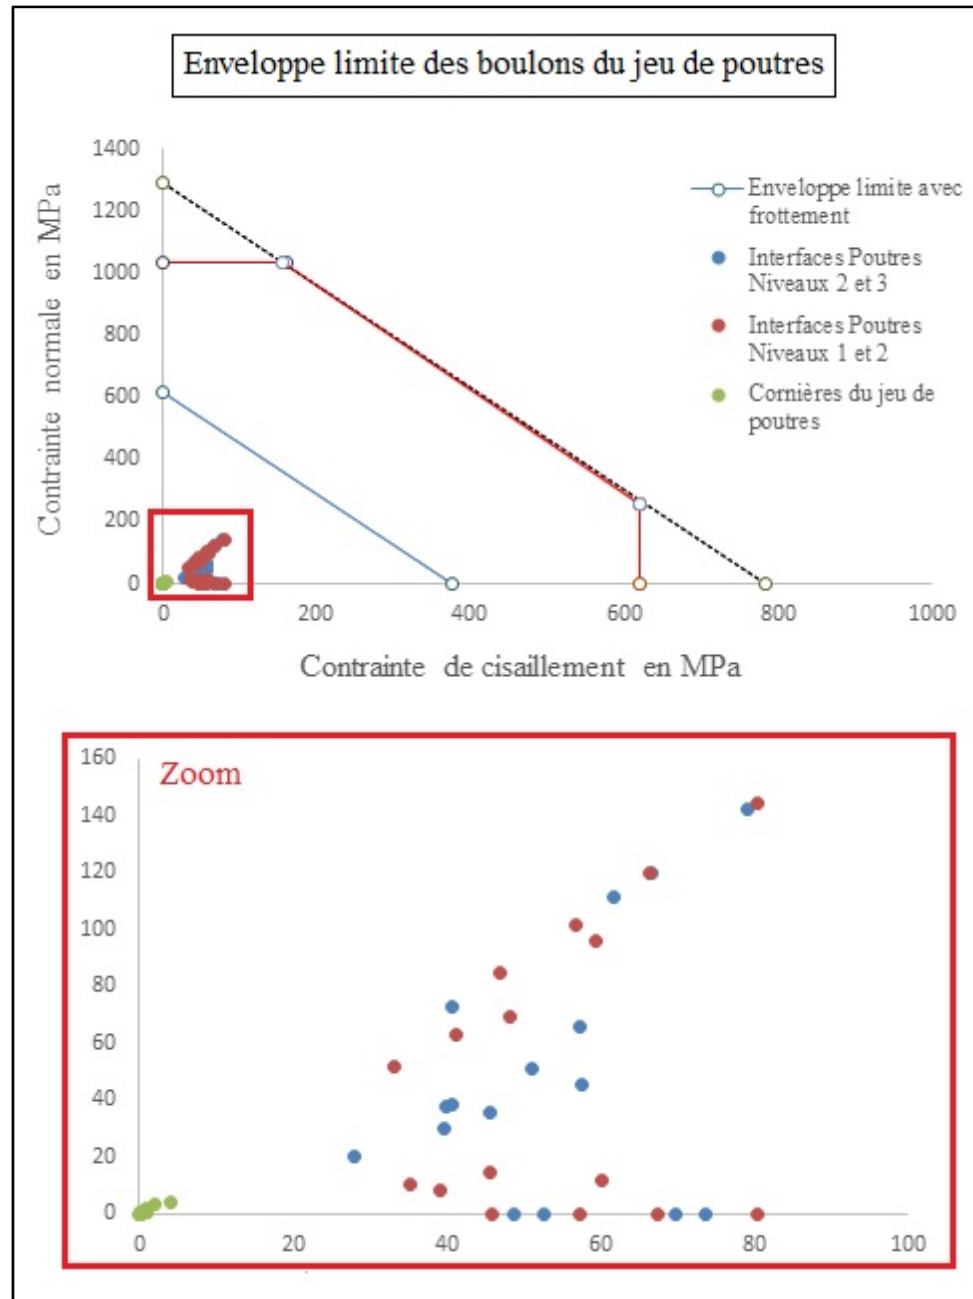 Enveloppe limite des boulons du jeu de poutres
Contrainte normale en MPa
1400
1200
1000
800
600
400
200
0
0
200
400
600
800
1000
Contrainte de cisaillement en MPa
Enveloppe limite avec
frottement
Interfaces Poutres
Niveaux 2 et 3
Interfaces Poutres
Niveaux 1 et 2
Cornières du jeu de
poutres
Zoom
160
140
120
100
80
60
40
20
0
0
20
40
60
80
100